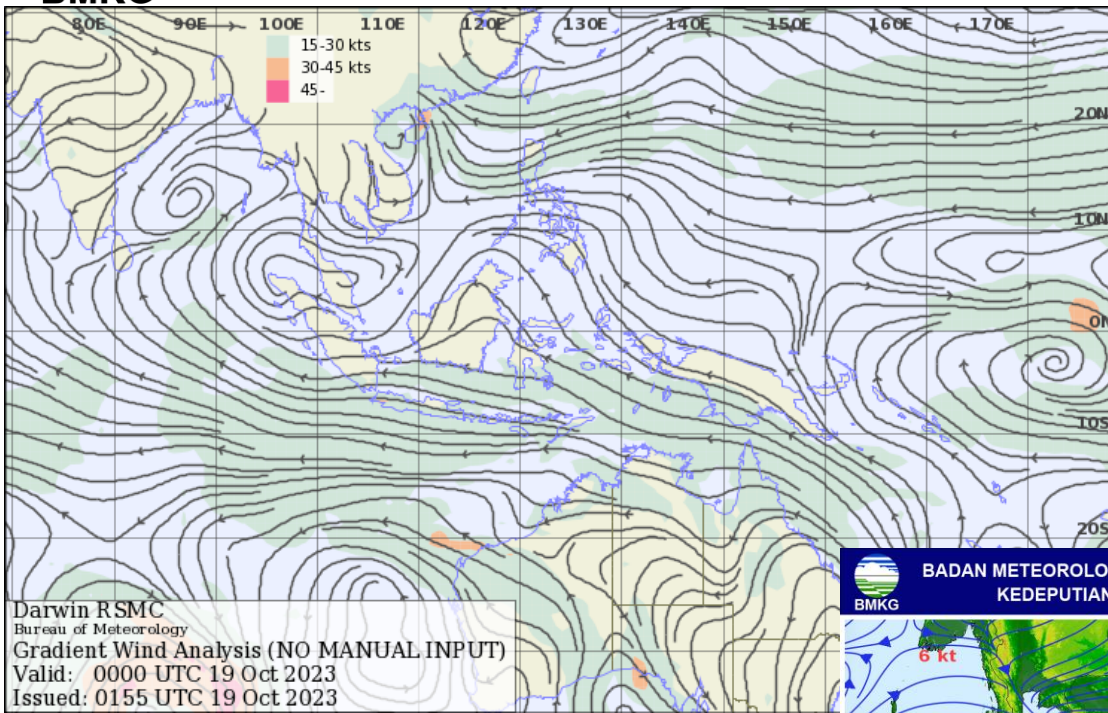 BMKG
80E 90E 100E 110E 120E 130E 140E 150E 160E 170E
15-30 kts
30-45 kts
45-
20N
10N
0N
10S
20S
Darwin RSMC
Bureau of Meteorology
Gradient Wind Analysis (NO MANUAL INPUT)
Valid: 0000 UTC 19 Oct 2023
Issued: 0155 UTC 19 Oct 2023
BADAN METEOROLO
KEDEPUTIAN
BMKG
6 kt